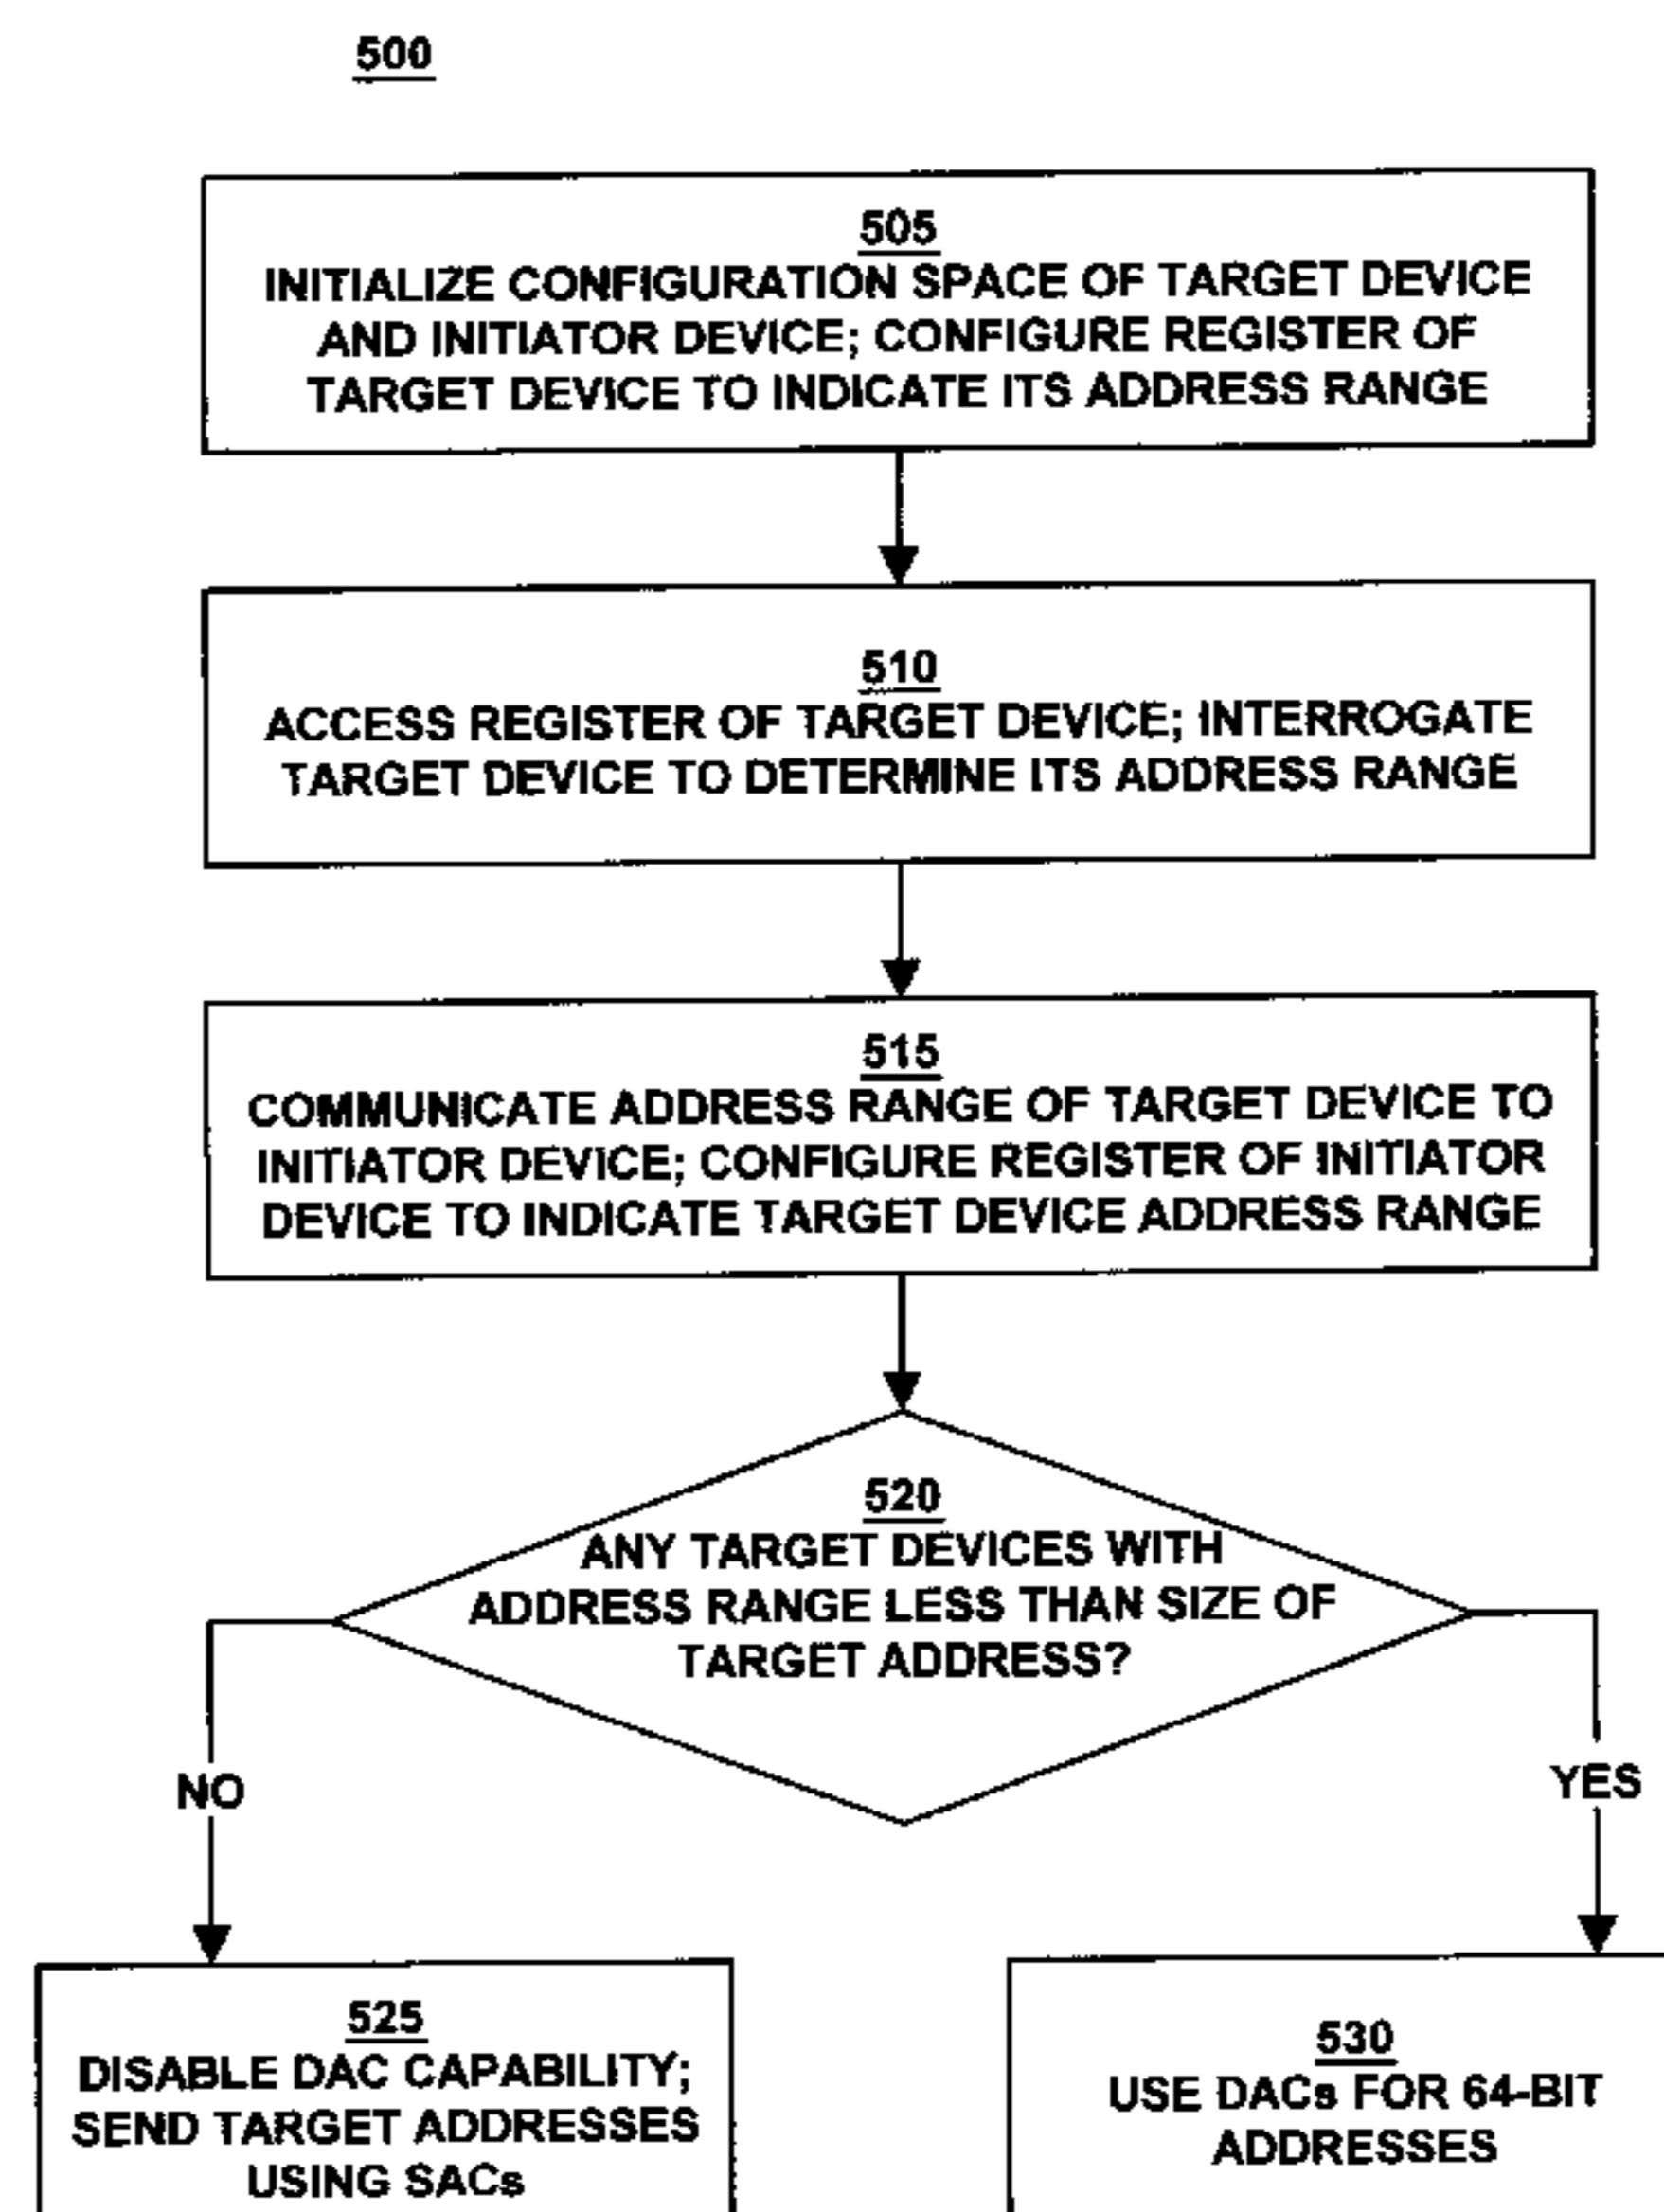 500
505
INITIALIZE CONFIGURATION SPACE OF TARGET DEVICE
AND INITIATOR DEVICE; CONFIGURE REGISTER OF
TARGET DEVICE TO INDICATE ITS ADDRESS RANGE
510
ACCESS REGISTER OF TARGET DEVICE; INTERROGATE
TARGET DEVICE TO DETERMINE ITS ADDRESS RANGE
515
COMMUNICATE ADDRESS RANGE OF TARGET DEVICE TO
INITIATOR DEVICE; CONFIGURE REGISTER OF INITIATOR
DEVICE TO INDICATE TARGET DEVICE ADDRESS RANGE
520
ANY TARGET DEVICES WITH
ADDRESS RANGE LESS THAN SIZE OF
TARGET ADDRESS?
NO
YES
525
DISABLE DAC CAPABILITY;
SEND TARGET ADDRESSES
USING SACs
530
USE DACs FOR 64-BIT
ADDRESSES